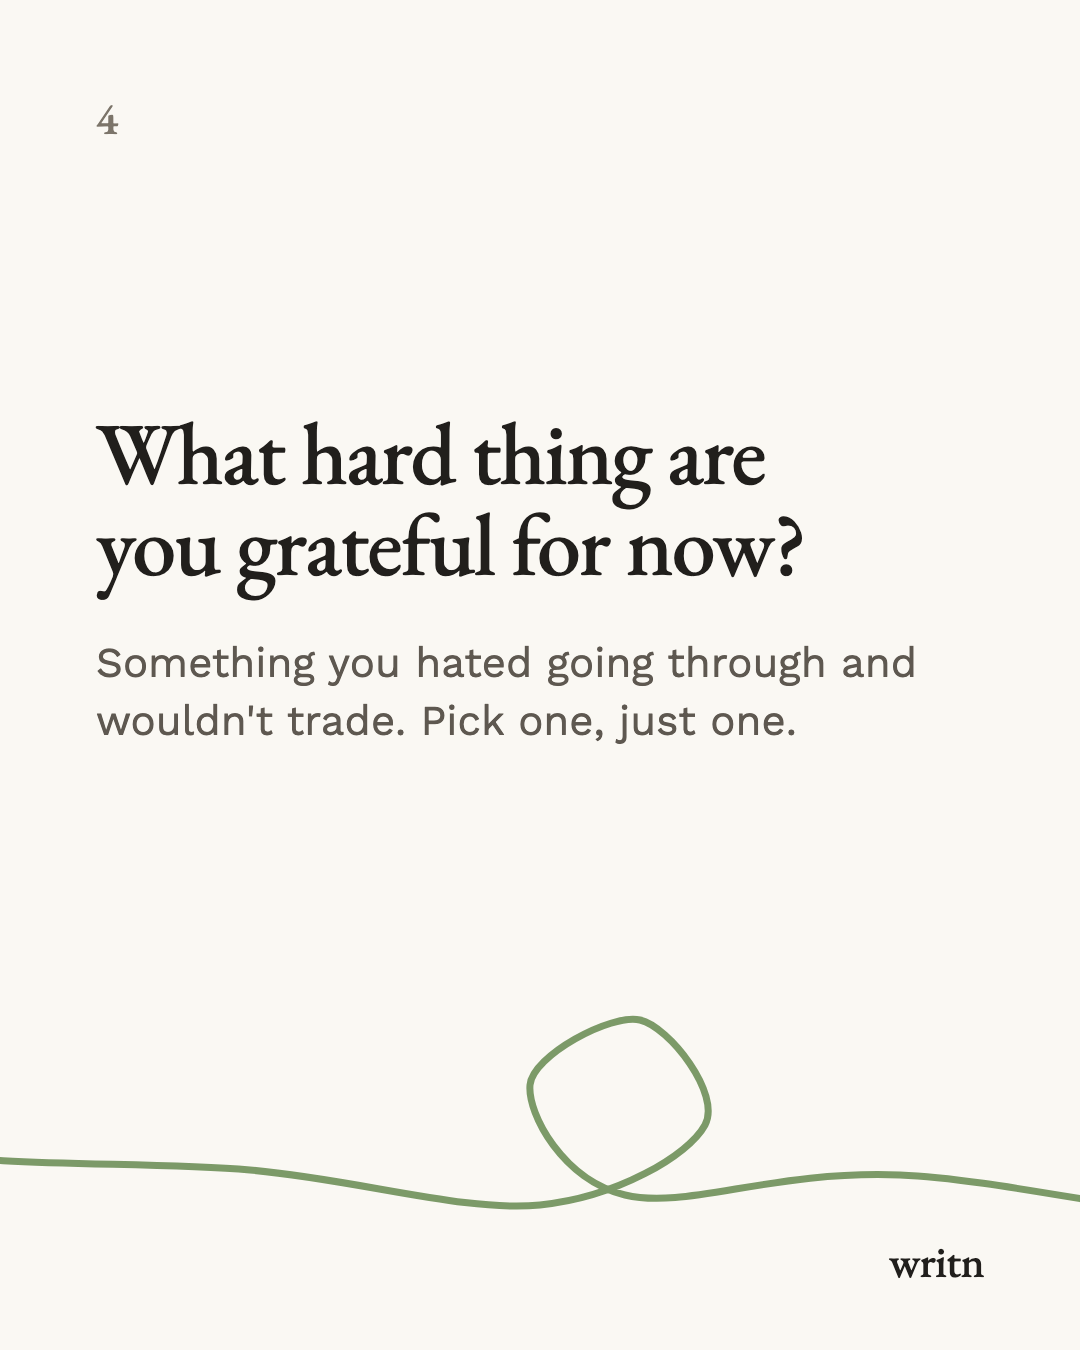 4
What hard thing are
you grateful for now?
Something you hated going through and
wouldn't trade. Pick one, just one.
writn